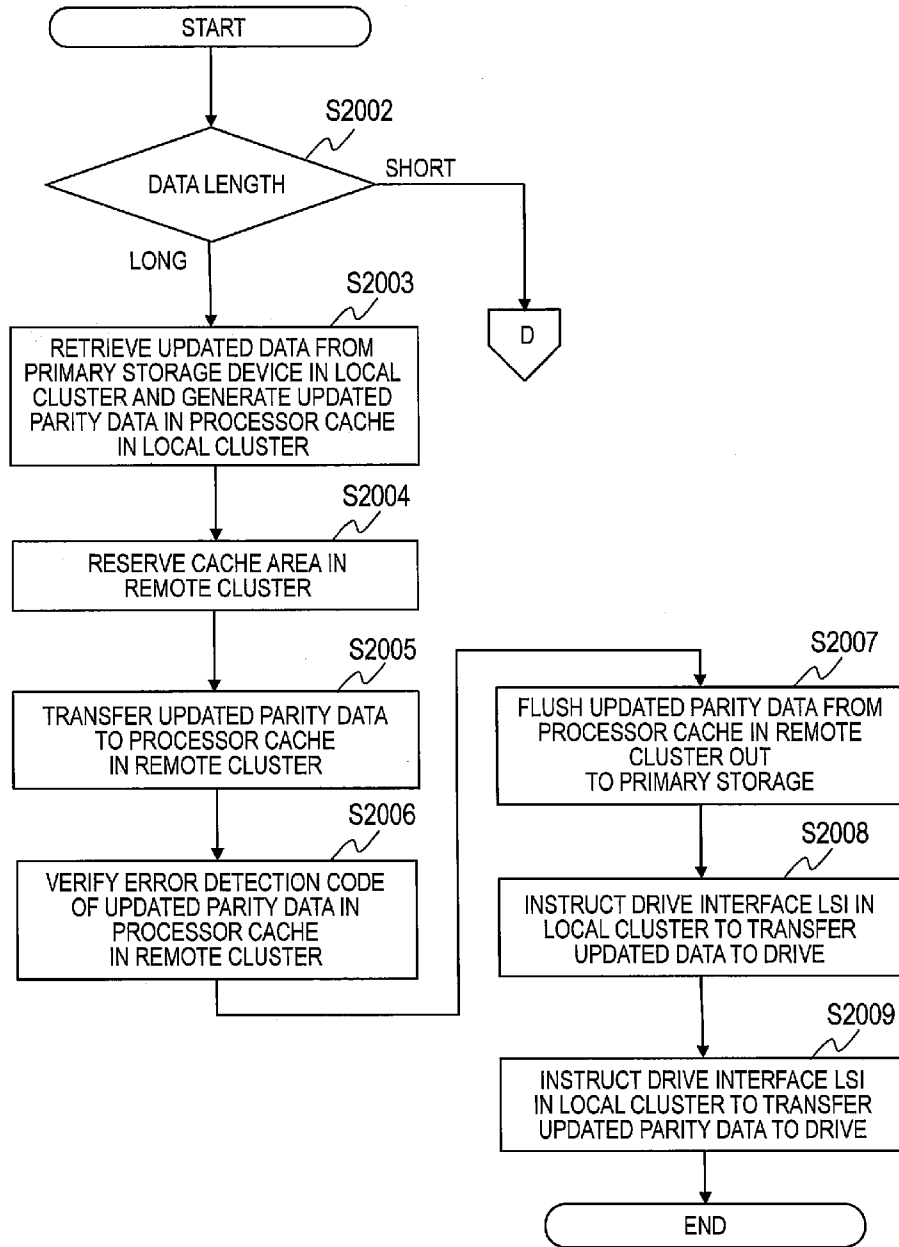 START
S2002
DATA LENGTH
SHORT
LONG
D
S2003
RETRIEVE UPDATED DATA FROM
PRIMARY STORAGE DEVICE IN LOCAL
CLUSTER AND GENERATE UPDATED
PARITY DATA IN PROCESSOR CACHE
IN LOCAL CLUSTER
S2004
RESERVE CACHE AREA IN
REMOTE CLUSTER
S2005
TRANSFER UPDATED PARITY DATA
TO PROCESSOR CACHE
IN REMOTE CLUSTER
S2006
VERIFY ERROR DETECTION CODE
OF UPDATED PARITY DATA IN
PROCESSOR CACHE
IN REMOTE CLUSTER
S2007
FLUSH UPDATED PARITY DATA FROM
PROCESSOR CACHE IN REMOTE
CLUSTER OUT
TO PRIMARY STORAGE
S2008
INSTRUCT DRIVE INTERFACE LSI IN
LOCAL CLUSTER TO TRANSFER
UPDATED DATA TO DRIVE
S2009
INSTRUCT DRIVE INTERFACE LSI
IN LOCAL CLUSTER TO TRANSFER
UPDATED PARITY DATA TO DRIVE
END